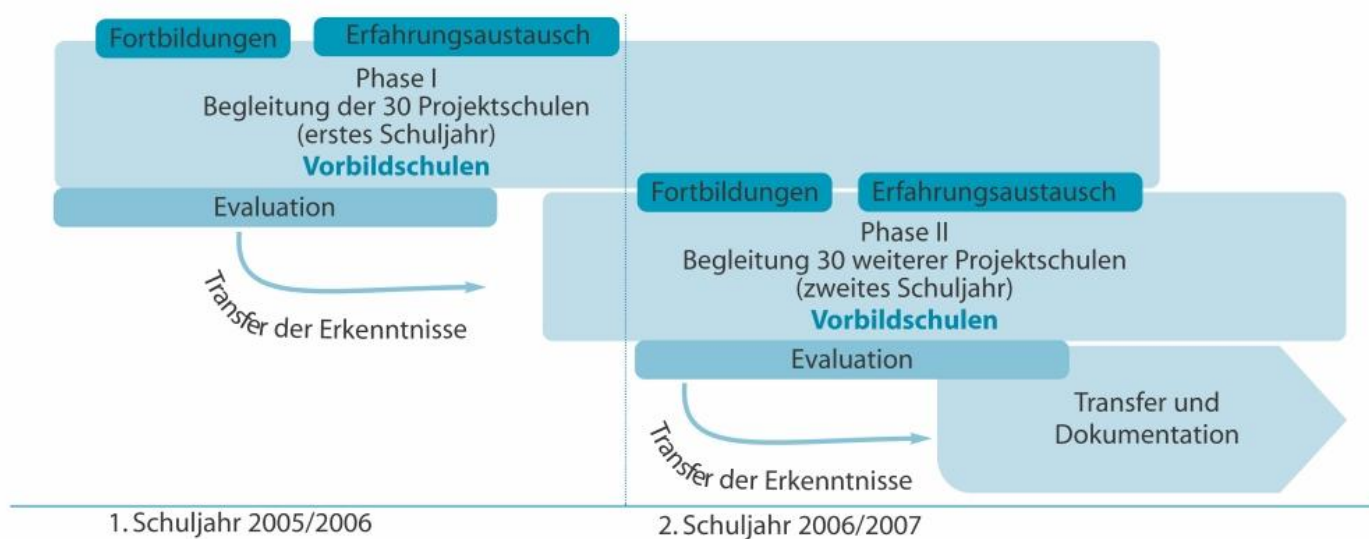 Fortbildungen
Erfahrungsaustausch
Phase I
Begleitung der 30 Projektschulen
(erstes Schuljahr)
Vorbildschulen
Evaluation
Transfer der Erkenntnisse
Fortbildungen
Erfahrungsaustausch
Phase II
Begleitung 30 weiterer Projektschulen
(zweites Schuljahr)
Vorbildschulen
Evaluation
Transfer der Erkenntnisse
Transfer und
Dokumentation
1. Schuljahr 2005/2006
2. Schuljahr 2006/2007